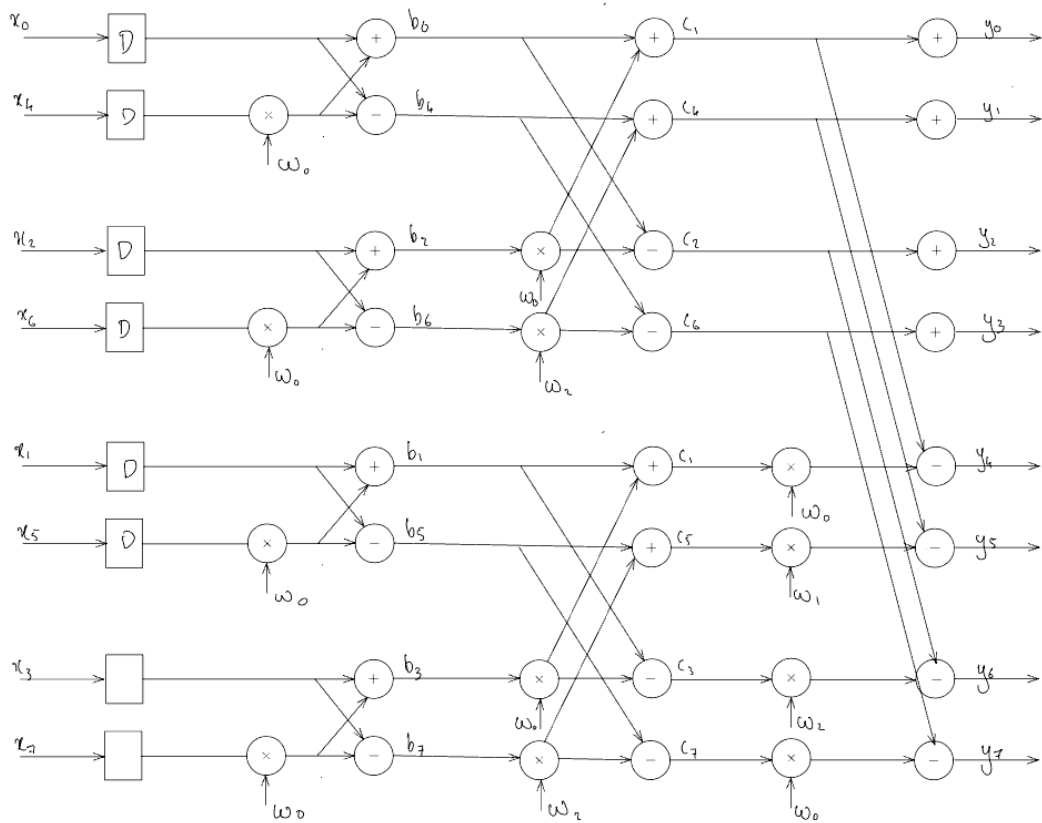 x₀ D + b₀ + c₁ + y₀
x₄ D × − b₄ + c₄ + y₁
ω₀
x₂ D + b₂ × − c₂ + y₂
ω₀
x₆ D × − b₆ × − c₆ + y₃
ω₀ ω₂
x₁ D + b₁ + c₁ × − y₄
ω₀
x₅ D × − b₅ + c₅ × − y₅
ω₀ ω₁
x₃ + b₃ × − c₃ × − y₆
ω₀ ω₂
x₇ × − b₇ × − c₇ × − y₇
ω₀ ω₂ ω₀